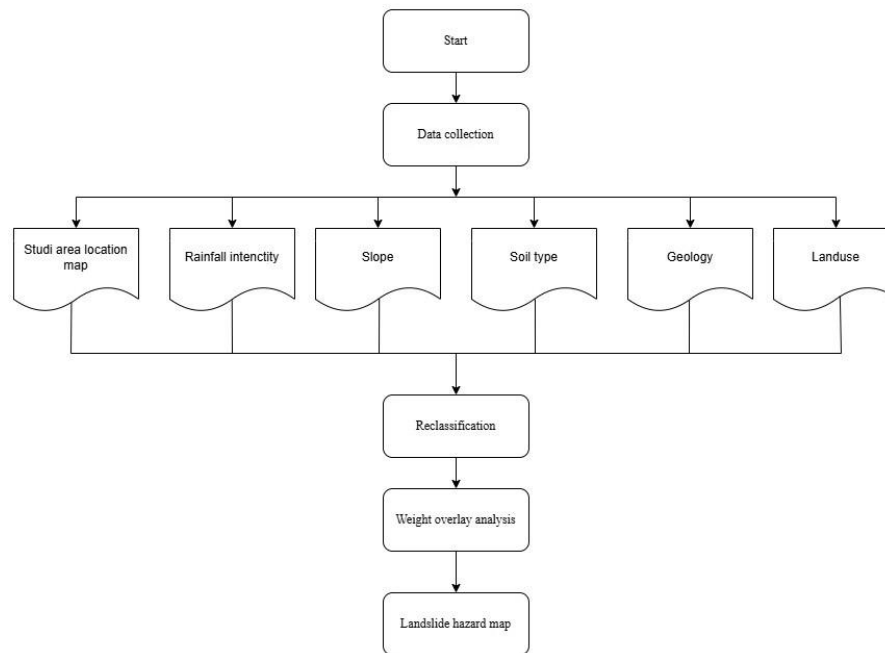 Start
Data collection
Studi area location
map
Rainfall intenctity
Slope
Soil type
Geology
Landuse
Reclassification
Weight overlay analysis
Landslide hazard map